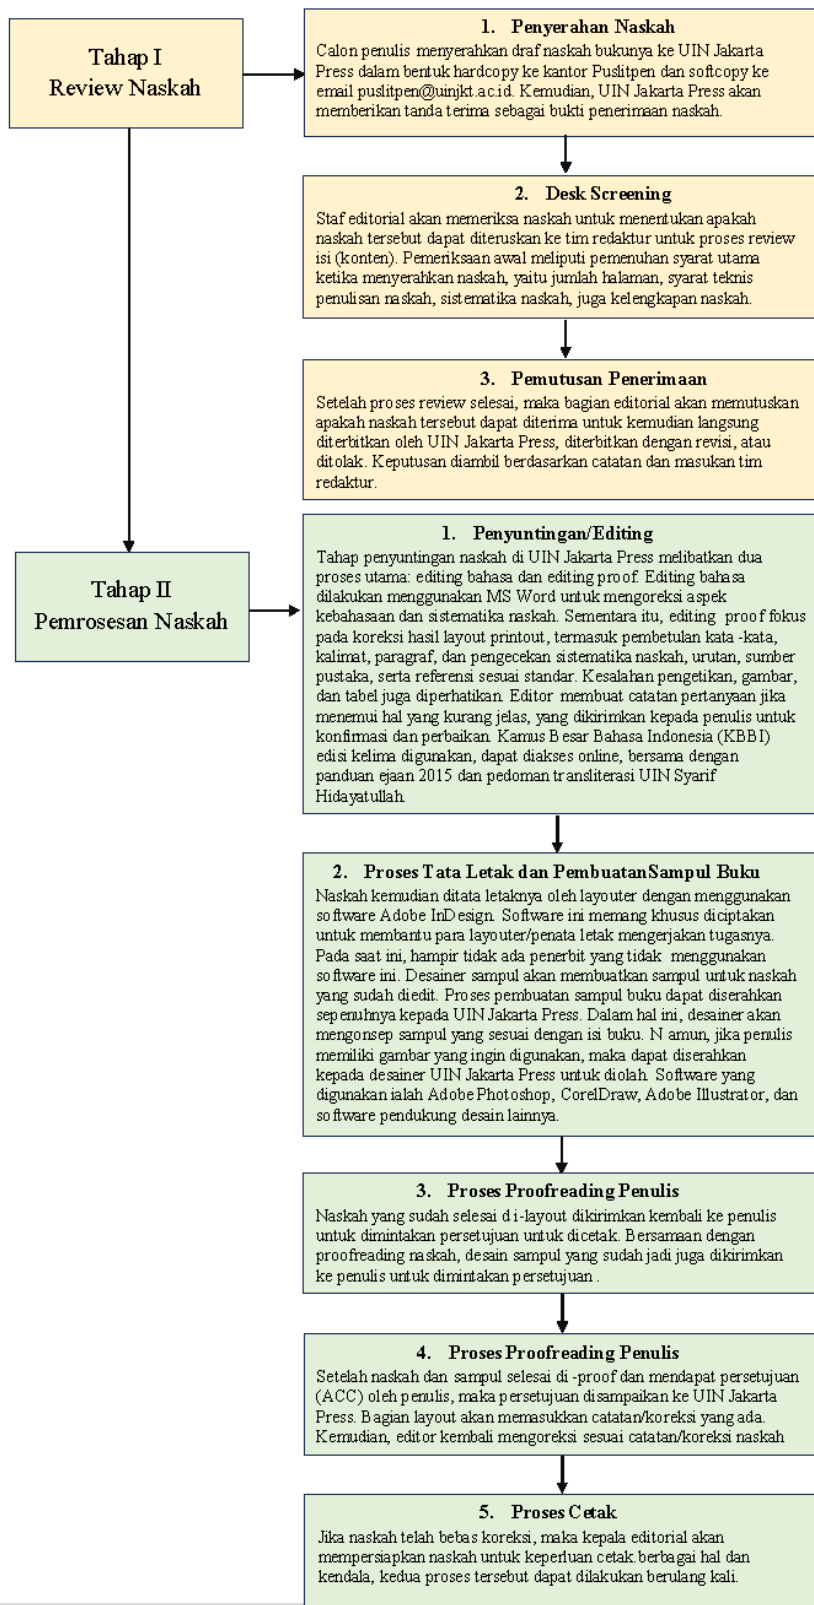 Tahap I
Review Naskah
1. Penyerahan Naskah
Calon penulis menyerahkan draf naskah bukunya ke UIN Jakarta
Press dalam bentuk hardcopy ke kantor Puslitpen dan softcopy ke
email puslitpen@uinjkt.ac.id. Kemudian, UIN Jakarta Press akan
memberikan tanda terima sebagai bukti penerimaan naskah.
2. Desk Screening
Staf editorial akan memeriksa naskah untuk menentukan apakah
naskah tersebut dapat diteruskan ke tim redaktur untuk proses review
isi (konten). Pemeriksaan awal meliputi pemenuhan syarat utama
ketika menyerahkan naskah, yaitu jumlah halaman, syarat teknis
penulisan naskah, sistematika naskah, juga kelengkapan naskah.
3. Pemutusan Penerimaan
Setelah proses review selesai, maka bagian editorial akan memutuskan
apakah naskah tersebut dapat diterima untuk kemudian langsung
diterbitkan oleh UIN Jakarta Press, diterbitkan dengan revisi, atau
ditolak. Keputusan diambil berdasarkan catatan dan masukan tim
redaktur.
Tahap II
Pemrosesan Naskah
1. Penyuntingan/Editing
Tahap penyuntingan naskah di UIN Jakarta Press melibatkan dua
proses utama: editing bahasa dan editing proof. Editing bahasa
dilakukan menggunakan MS Word untuk mengoreksi aspek
kebahasaan dan sistematika naskah. Sementara itu, editing proof fokus
pada koreksi hasil layout printout, termasuk pembetulan kata -kata,
kalimat, paragraf, dan pengecekan sistematika naskah, urutan, sumber
pustaka, serta referensi sesuai standar. Kesalahan pengetikan, gambar,
dan tabel juga diperhatikan. Editor membuat catatan pertanyaan jika
menemui hal yang kurang jelas, yang dikirimkan kepada penulis untuk
konfirmasi dan perbaikan. Kamus Besar Bahasa Indonesia (KBBI)
edisi kelima digunakan, dapat diakses online, bersama dengan
panduan ejaan 2015 dan pedoman transliterasi UIN Syarif
Hidayatullah.
2. Proses Tata Letak dan Pembuatan Sampul Buku
Naskah kemudian ditata letaknya oleh layouter dengan menggunakan
software Adobe InDesign. Software ini memang khusus diciptakan
untuk membantu para layouter/penata letak mengerjakan tugasnya.
Pada saat ini, hampir tidak ada penerbit yang tidak menggunakan
software ini. Desainer sampul akan membuatkan sampul untuk naskah
yang sudah diedit. Proses pembuatan sampul buku dapat diserahkan
sepenuhnya kepada UIN Jakarta Press. Dalam hal ini, desainer akan
mengonsep sampul yang sesuai dengan isi buku. N amun, jika penulis
memiliki gambar yang ingin digunakan, maka dapat diserahkan
kepada desainer UIN Jakarta Press untuk diolah. Software yang
digunakan ialah Adobe Photoshop, CorelDraw, Adobe Illustrator, dan
software pendukung desain lainnya.
3. Proses Proofreading Penulis
Naskah yang sudah selesai di-layout dikirimkan kembali ke penulis
untuk dimintakan persetujuan untuk dicetak. Bersamaan dengan
proofreading naskah, desain sampul yang sudah jadi juga dikirimkan
ke penulis untuk dimintakan persetujuan .
4. Proses Proofreading Penulis
Setelah naskah dan sampul selesai di -proof dan mendapat persetujuan
(ACC) oleh penulis, maka persetujuan disampaikan ke UIN Jakarta
Press. Bagian layout akan memasukkan catatan/koreksi yang ada.
Kemudian, editor kembali mengoreksi sesuai catatan/koreksi naskah
5. Proses Cetak
Jika naskah telah bebas koreksi, maka kepala editorial akan
mempersiapkan naskah untuk keperluan cetak.berbagai hal dan
kendala, kedua proses tersebut dapat dilakukan berulang kali.